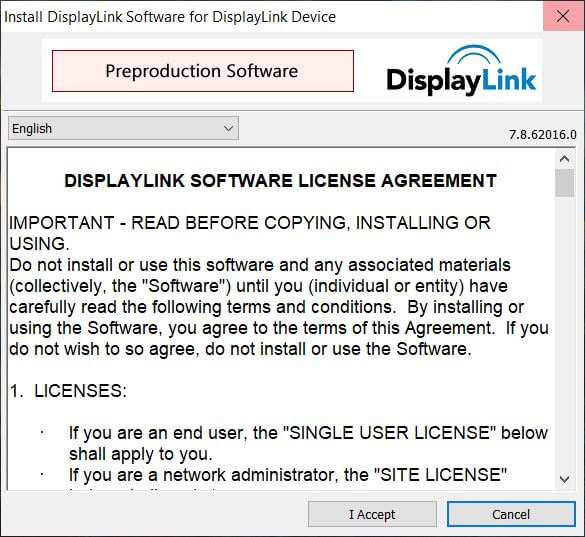 Install DisplayLink Software for DisplayLink Device
Preproduction Software
DisplayLink
English
7.8.62016.0
DISPLAYLINK SOFTWARE LICENSE AGREEMENT
IMPORTANT - READ BEFORE COPYING, INSTALLING OR
USING.
Do not install or use this software and any associated materials
(collectively, the "Software") until you (individual or entity) have
carefully read the following terms and conditions.  By installing or
using the Software, you agree to the terms of this Agreement.  If you
do not wish to so agree, do not install or use the Software.
1.  LICENSES:
· If you are an end user, the "SINGLE USER LICENSE" below
shall apply to you.
· If you are a network administrator, the "SITE LICENSE"
I Accept
Cancel